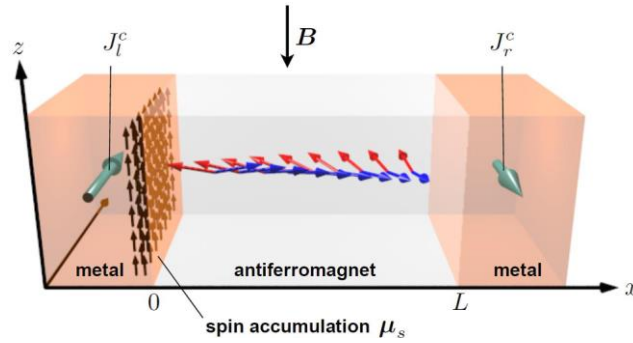 z
J_l^c
B
J_r^c
metal
antiferromagnet
metal
0
L
x
spin accumulation μ_s